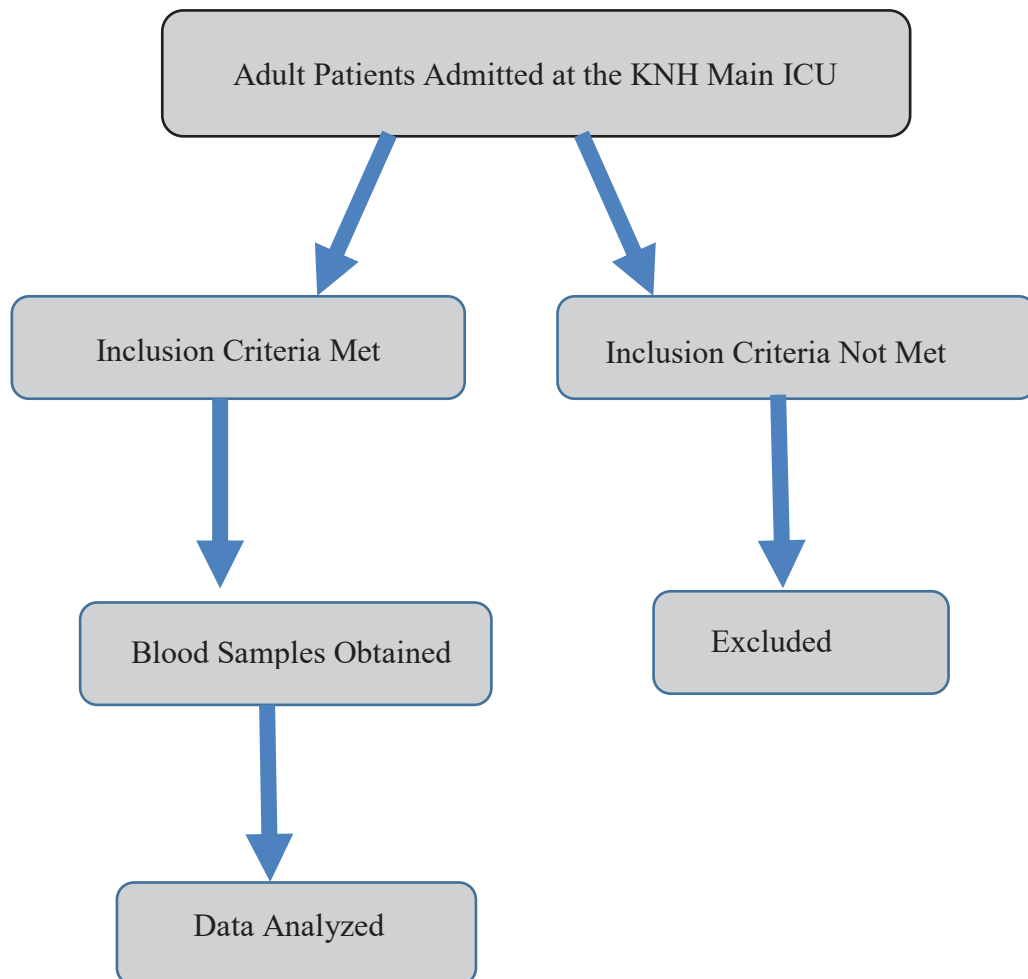 Adult Patients Admitted at the KNH Main ICU
Inclusion Criteria Met
Inclusion Criteria Not Met
Blood Samples Obtained
Excluded
Data Analyzed